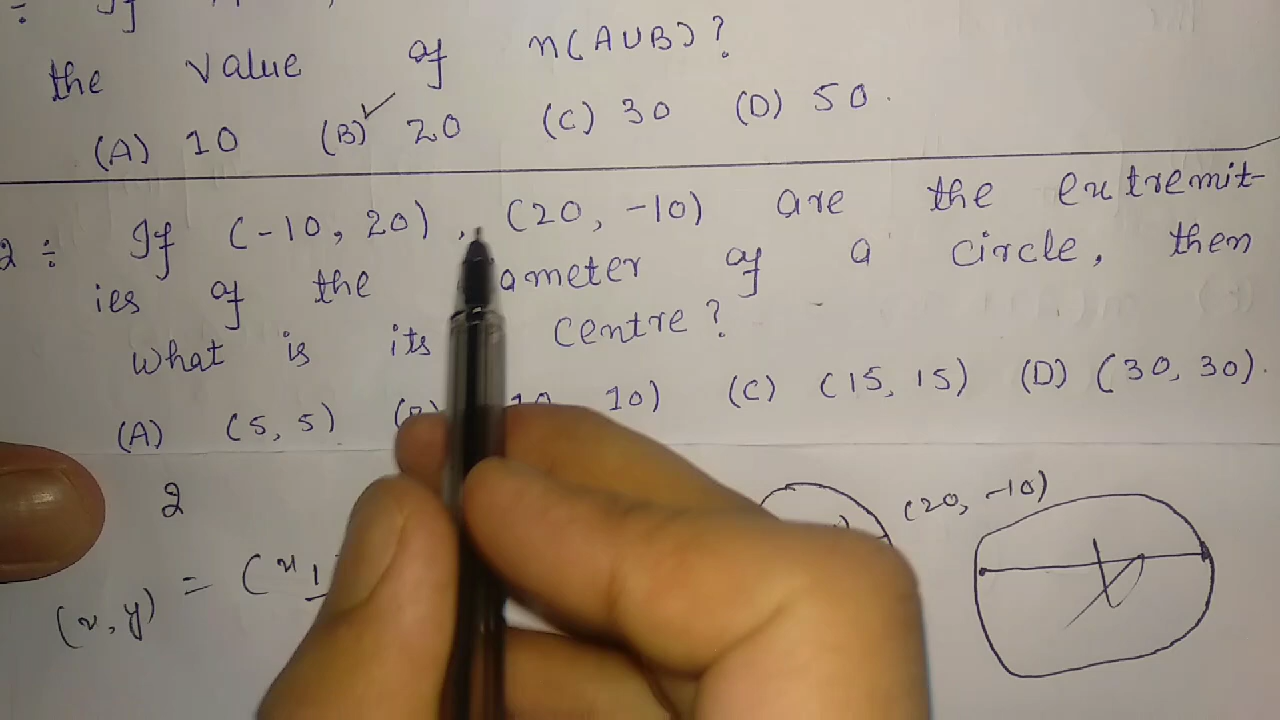 ÷ If
the value of n(AUB)?
(A) 10 (B) 20 (C) 30 (D) 50.
2 ÷ If (-10, 20), (20, -10) are the extremit-
ies of the ameter of a circle, then
what is its centre?
(A) (5, 5) 10) (C) (15, 15) (D) (30, 30).
(20, -10)
2
(x, y) = (x1